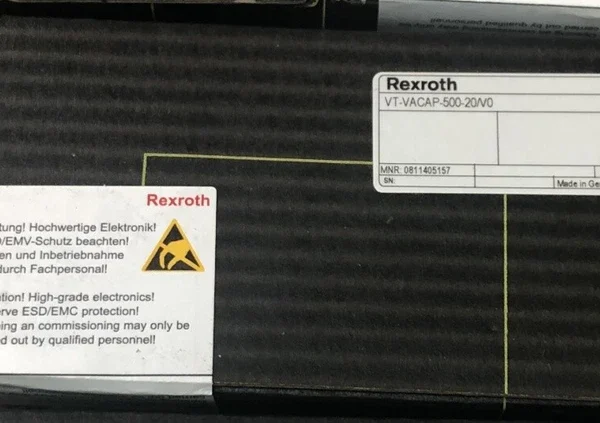 Rexroth
VT-VACAP-500-20/V0
MNR: 0811405157
SN:
Made in Ge
Rexroth
tung! Hochwertige Elektronik!
/EMV-Schutz beachten!
en und Inbetriebnahme
durch Fachpersonal!
tion! High-grade electronics!
erve ESD/EMC protection!
ing an commissioning may only be
d out by qualified personnel!